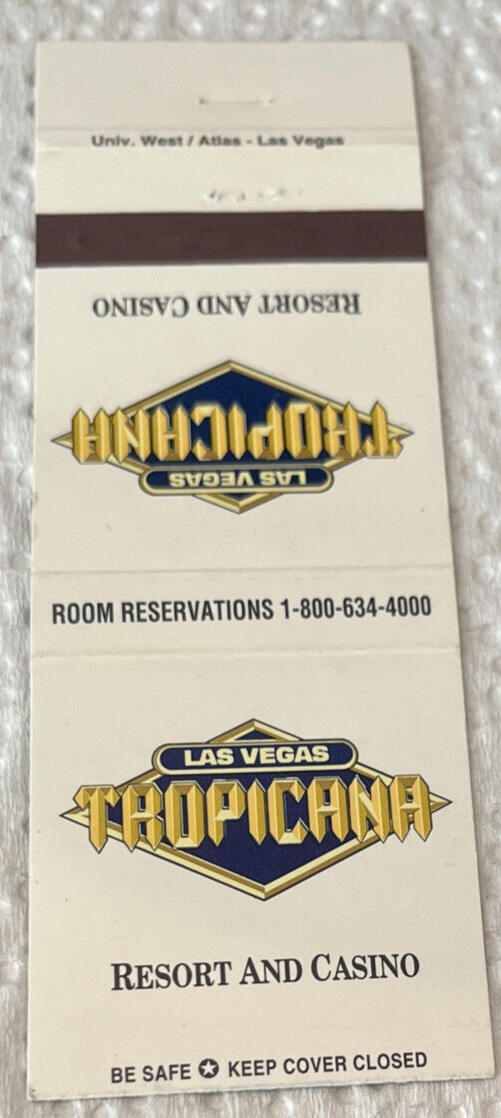 Univ. West / Atlas - Las Vegas
RESORT AND CASINO
TROPICANA
LAS VEGAS
ROOM RESERVATIONS 1-800-634-4000
LAS VEGAS
TROPICANA
RESORT AND CASINO
BE SAFE ✪ KEEP COVER CLOSED